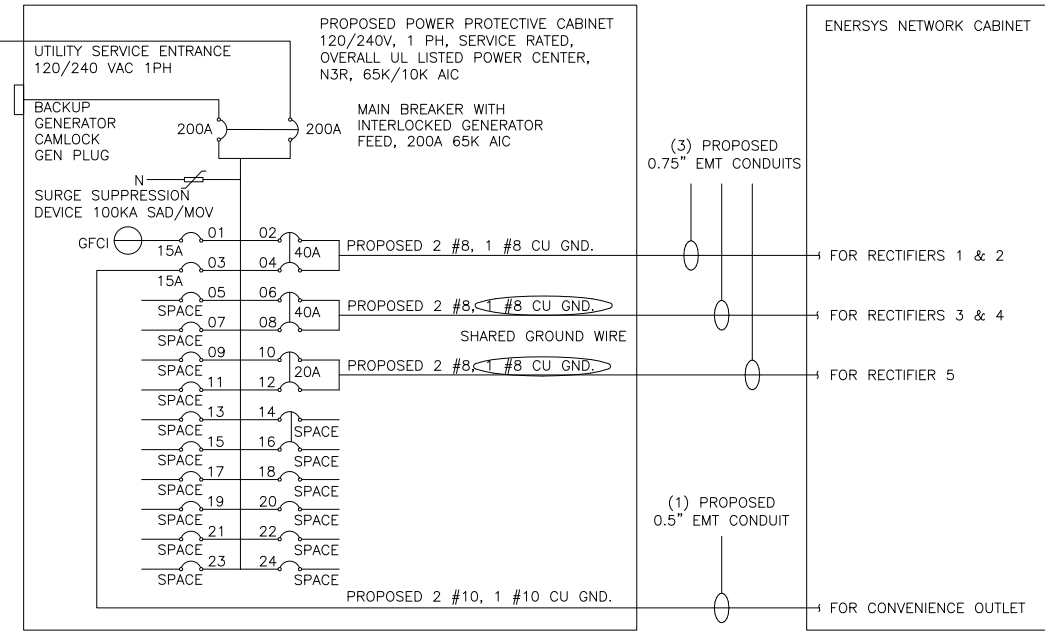 PROPOSED POWER PROTECTIVE CABINET
120/240V, 1 PH, SERVICE RATED,
OVERALL UL LISTED POWER CENTER,
N3R, 65K/10K AIC
ENERSYS NETWORK CABINET
UTILITY SERVICE ENTRANCE
120/240 VAC 1PH
BACKUP
GENERATOR
CAMLOCK
GEN PLUG
200A
200A
MAIN BREAKER WITH
INTERLOCKED GENERATOR
FEED, 200A 65K AIC
(3) PROPOSED
0.75" EMT CONDUITS
N
SURGE SUPPRESSION
DEVICE 100KA SAD/MOV
GFCI
15A
01
02
40A
PROPOSED 2 #8, 1 #8 CU GND.
FOR RECTIFIERS 1 & 2
15A
03
04
SPACE
05
06
40A
PROPOSED 2 #8, 1 #8 CU GND.
FOR RECTIFIERS 3 & 4
SPACE
07
08
SHARED GROUND WIRE
SPACE
09
10
20A
PROPOSED 2 #8, 1 #8 CU GND.
FOR RECTIFIER 5
SPACE
11
12
SPACE
13
14
SPACE
SPACE
15
16
SPACE
SPACE
17
18
SPACE
SPACE
19
20
SPACE
SPACE
21
22
SPACE
SPACE
23
24
SPACE
(1) PROPOSED
0.5" EMT CONDUIT
PROPOSED 2 #10, 1 #10 CU GND.
FOR CONVENIENCE OUTLET